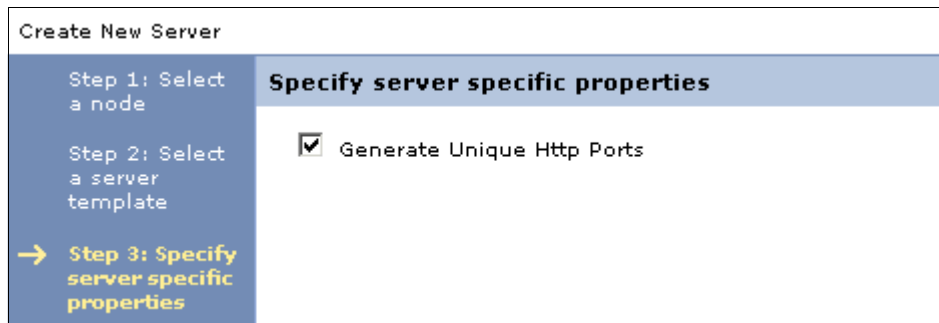 Create New Server
Step 1: Select
a node
Step 2: Select
a server
template
→ Step 3: Specify
server specific
properties
Specify server specific properties
Generate Unique Http Ports